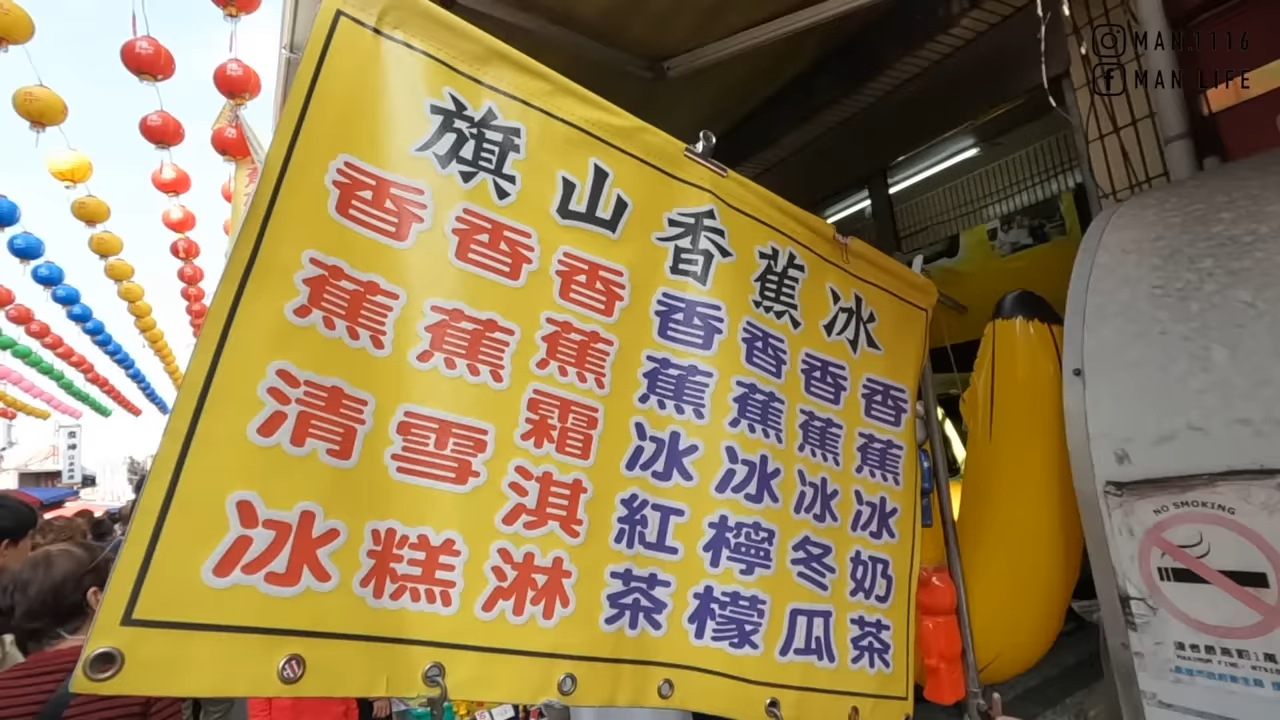 旗山香蕉冰
香蕉清冰
香蕉雪糕
香蕉霜淇淋
香蕉冰紅茶
香蕉冰檸檬
香蕉冰冬瓜
香蕉冰奶茶
MAN.1116
MAN LIFE
NO SMOKING